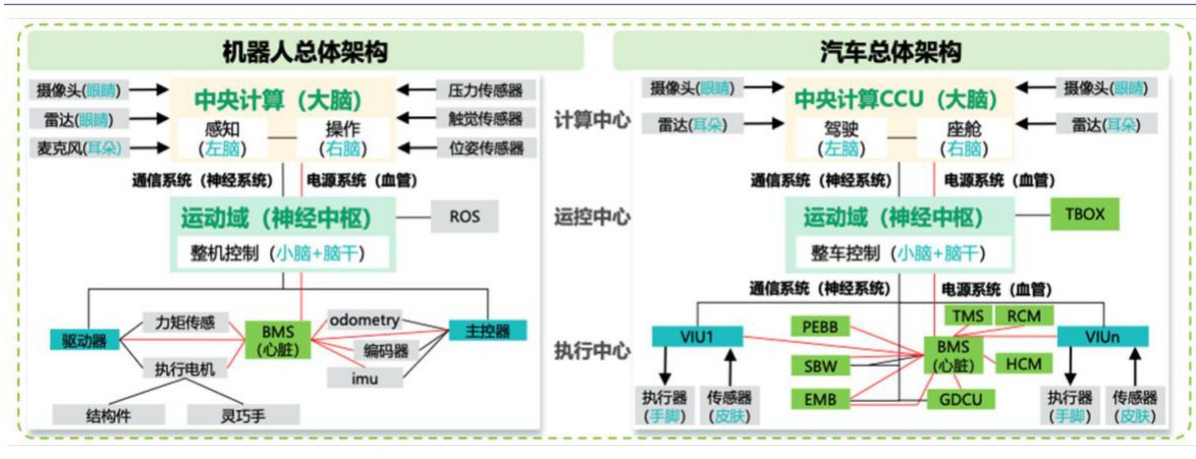 机器人总体架构
摄像头(眼睛)
雷达(眼睛)
麦克风(耳朵)
中央计算（大脑）
感知
(左脑)
操作
(右脑)
压力传感器
触觉传感器
位姿传感器
通信系统（神经系统）
电源系统（血管）
运动域（神经中枢）
整机控制（小脑+脑干）
ROS
驱动器
力矩传感
执行电机
BMS
(心脏)
odometry
编码器
imu
主控器
结构件
灵巧手
计算中心
运控中心
执行中心
汽车总体架构
摄像头(眼睛)
雷达(耳朵)
中央计算CCU（大脑）
驾驶
(左脑)
座舱
(右脑)
摄像头(眼睛)
雷达(耳朵)
通信系统（神经系统）
电源系统（血管）
运动域（神经中枢）
整车控制（小脑+脑干）
TBOX
通信系统（神经系统）
电源系统（血管）
VIU1
PEBB
SBW
EMB
TMS
RCM
BMS
(心脏)
HCM
GDCU
VIUn
执行器
(手脚)
传感器
(皮肤)
执行器
(手脚)
传感器
(皮肤)